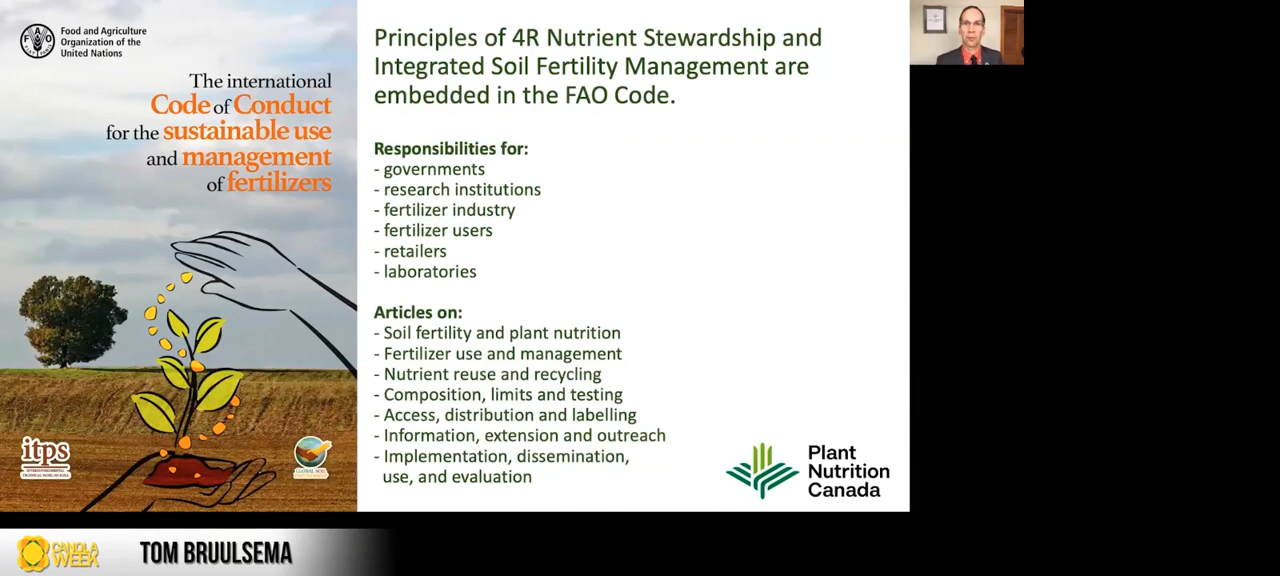 Food and Agriculture
Organization of the
United Nations
The international
Code of Conduct
for the sustainable use
and management
of fertilizers
itps
Principles of 4R Nutrient Stewardship and
Integrated Soil Fertility Management are
embedded in the FAO Code.
Responsibilities for:
- governments
- research institutions
- fertilizer industry
- fertilizer users
- retailers
- laboratories
Articles on:
- Soil fertility and plant nutrition
- Fertilizer use and management
- Nutrient reuse and recycling
- Composition, limits and testing
- Access, distribution and labelling
- Information, extension and outreach
- Implementation, dissemination,
use, and evaluation
Plant
Nutrition
Canada
CANOLA
WEEK
TOM BRUULSEMA